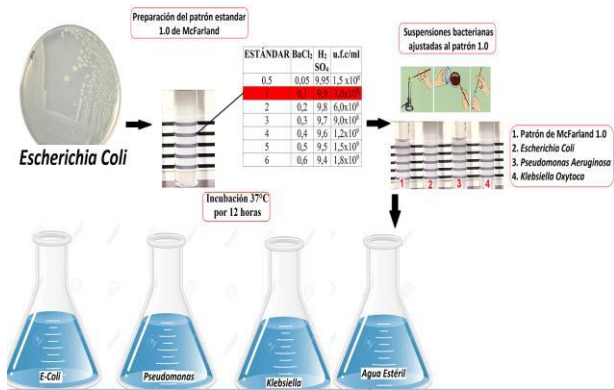 Preparación del patrón estandar
1.0 de McFarland
Escherichia Coli
ESTÁNDAR BaCl2 H2 SO4 u.f.c/ml
0.5 0,05 9,95 1,5 x10⁸
1 0,1 9,9 3,0x10⁸
2 0,2 9,8 6,0x10⁸
3 0,3 9,7 9,0x10⁸
4 0,4 9,6 1,2x10⁹
5 0,5 9,5 1,5x10⁹
6 0,6 9,4 1,8x10⁹
Suspensiones bacterianas
ajustadas al patrón 1.0
1 2 3 4
1. Patrón de McFarland 1.0
2. Escherichia Coli
3. Pseudomonas Aeruginosa
4. Klebsiella Oxytoca
Incubación 37°C
por 12 horas
E-Coli
Pseudomonas
Klebsiella
Agua Estéril